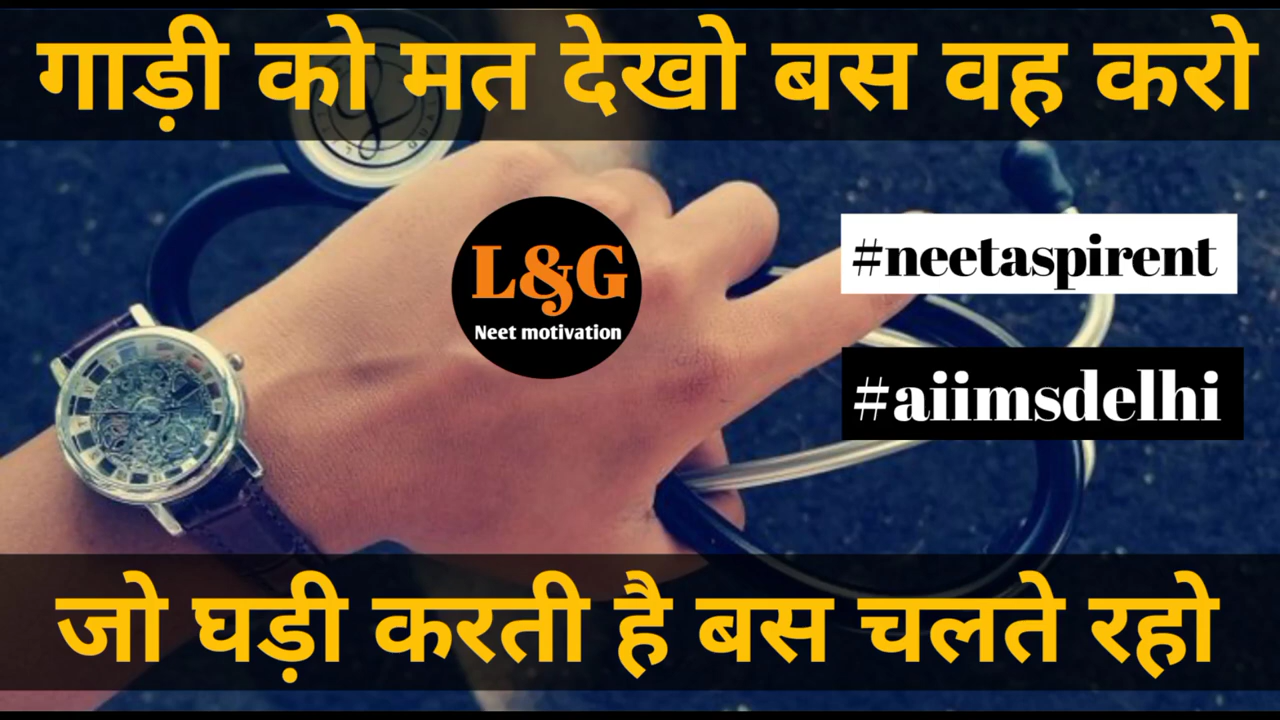 गाड़ी को मत देखो बस वह करो
L&G
Neet motivation
#neetaspirent
#aiimsdelhi
जो घड़ी करती है बस चलते रहो